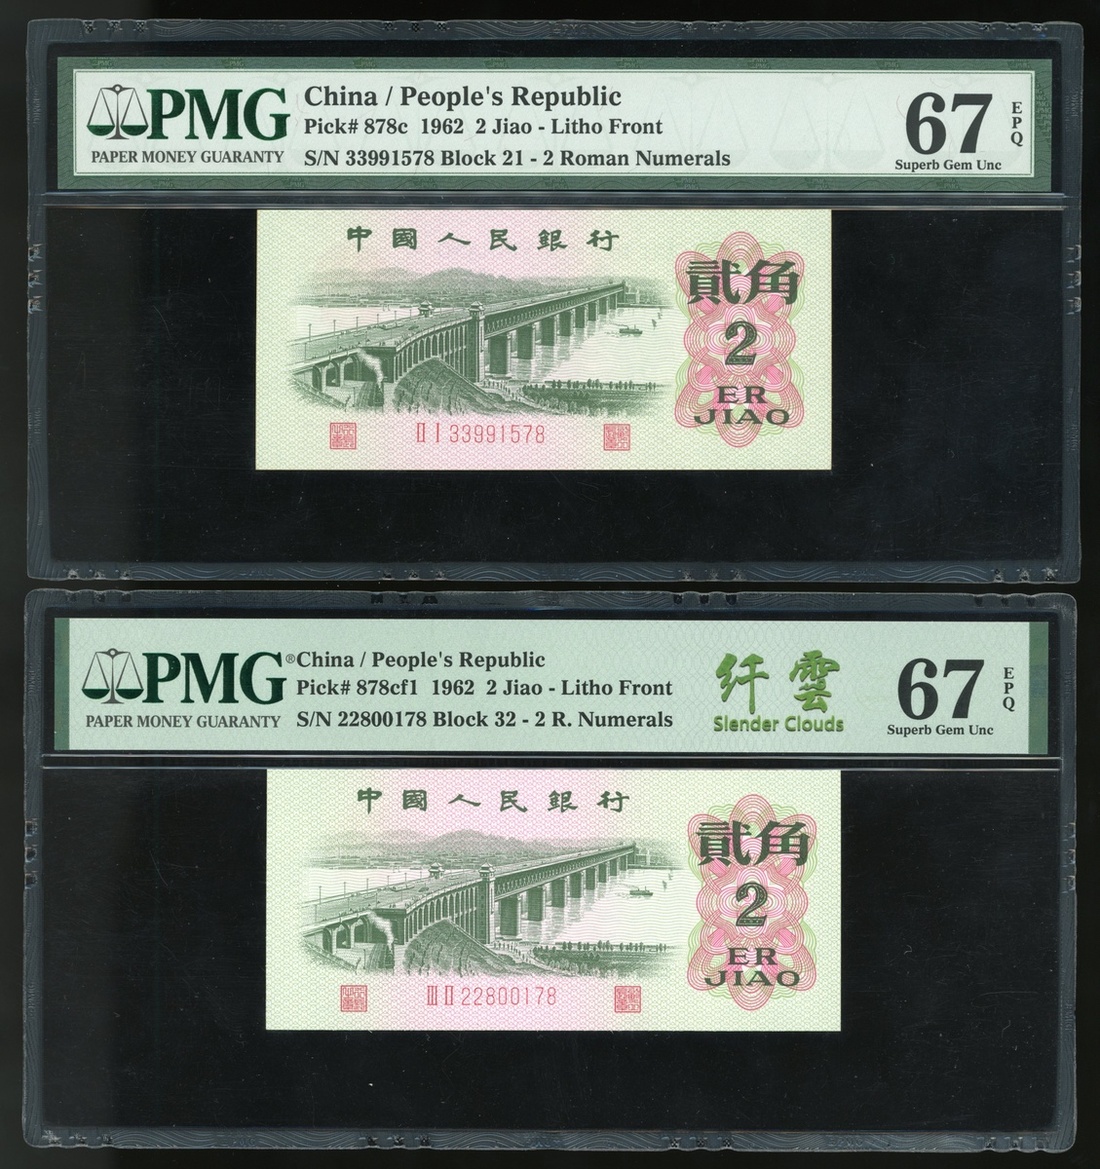 PMG
PAPER MONEY GUARANTY
China / People's Republic
Pick# 878c 1962 2 Jiao - Litho Front
S/N 33991578 Block 21 - 2 Roman Numerals
67
EPQ
Superb Gem Unc
中國人民銀行
貳角
2
ER
JIAO
II I 33991578
PMG®
PAPER MONEY GUARANTY
China / People's Republic
Pick# 878cf1 1962 2 Jiao - Litho Front
S/N 22800178 Block 32 - 2 R. Numerals
纤雲
Slender Clouds
67
EPQ
Superb Gem Unc
中國人民銀行
貳角
2
ER
JIAO
III II 22800178